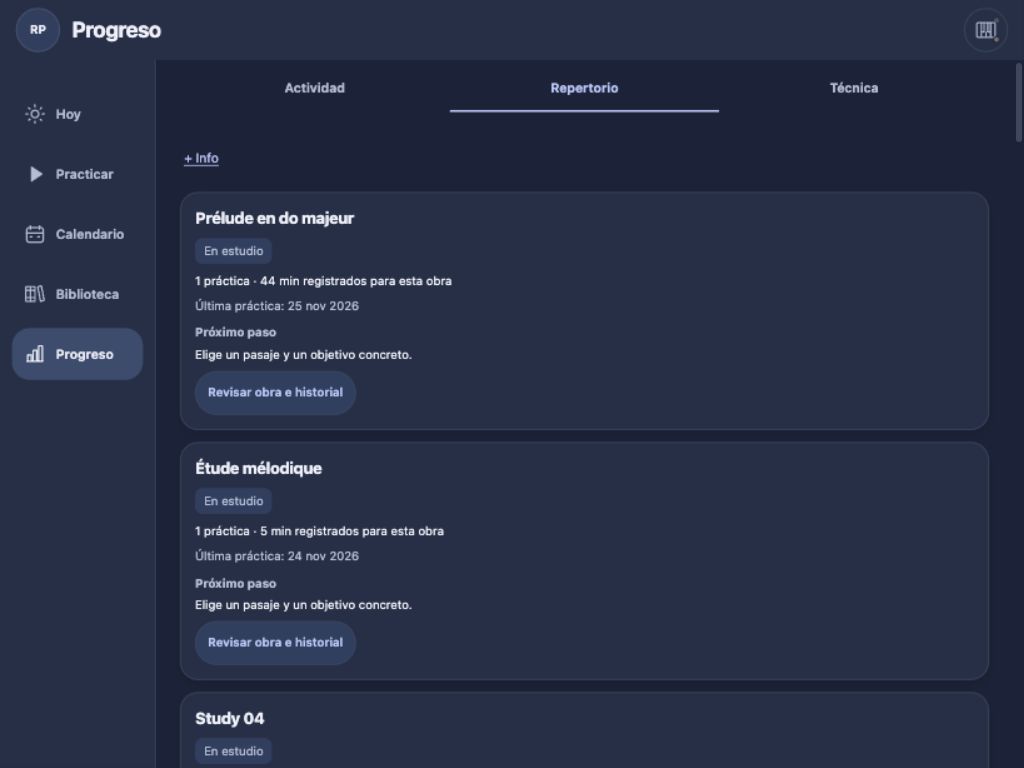 RP
Progreso
Hoy
Practicar
Calendario
Biblioteca
Progreso
Actividad
Repertorio
Técnica
+ Info
Prélude en do majeur
En estudio
1 práctica · 44 min registrados para esta obra
Última práctica: 25 nov 2026
Próximo paso
Elige un pasaje y un objetivo concreto.
Revisar obra e historial
Étude mélodique
En estudio
1 práctica · 5 min registrados para esta obra
Última práctica: 24 nov 2026
Próximo paso
Elige un pasaje y un objetivo concreto.
Revisar obra e historial
Study 04
En estudio